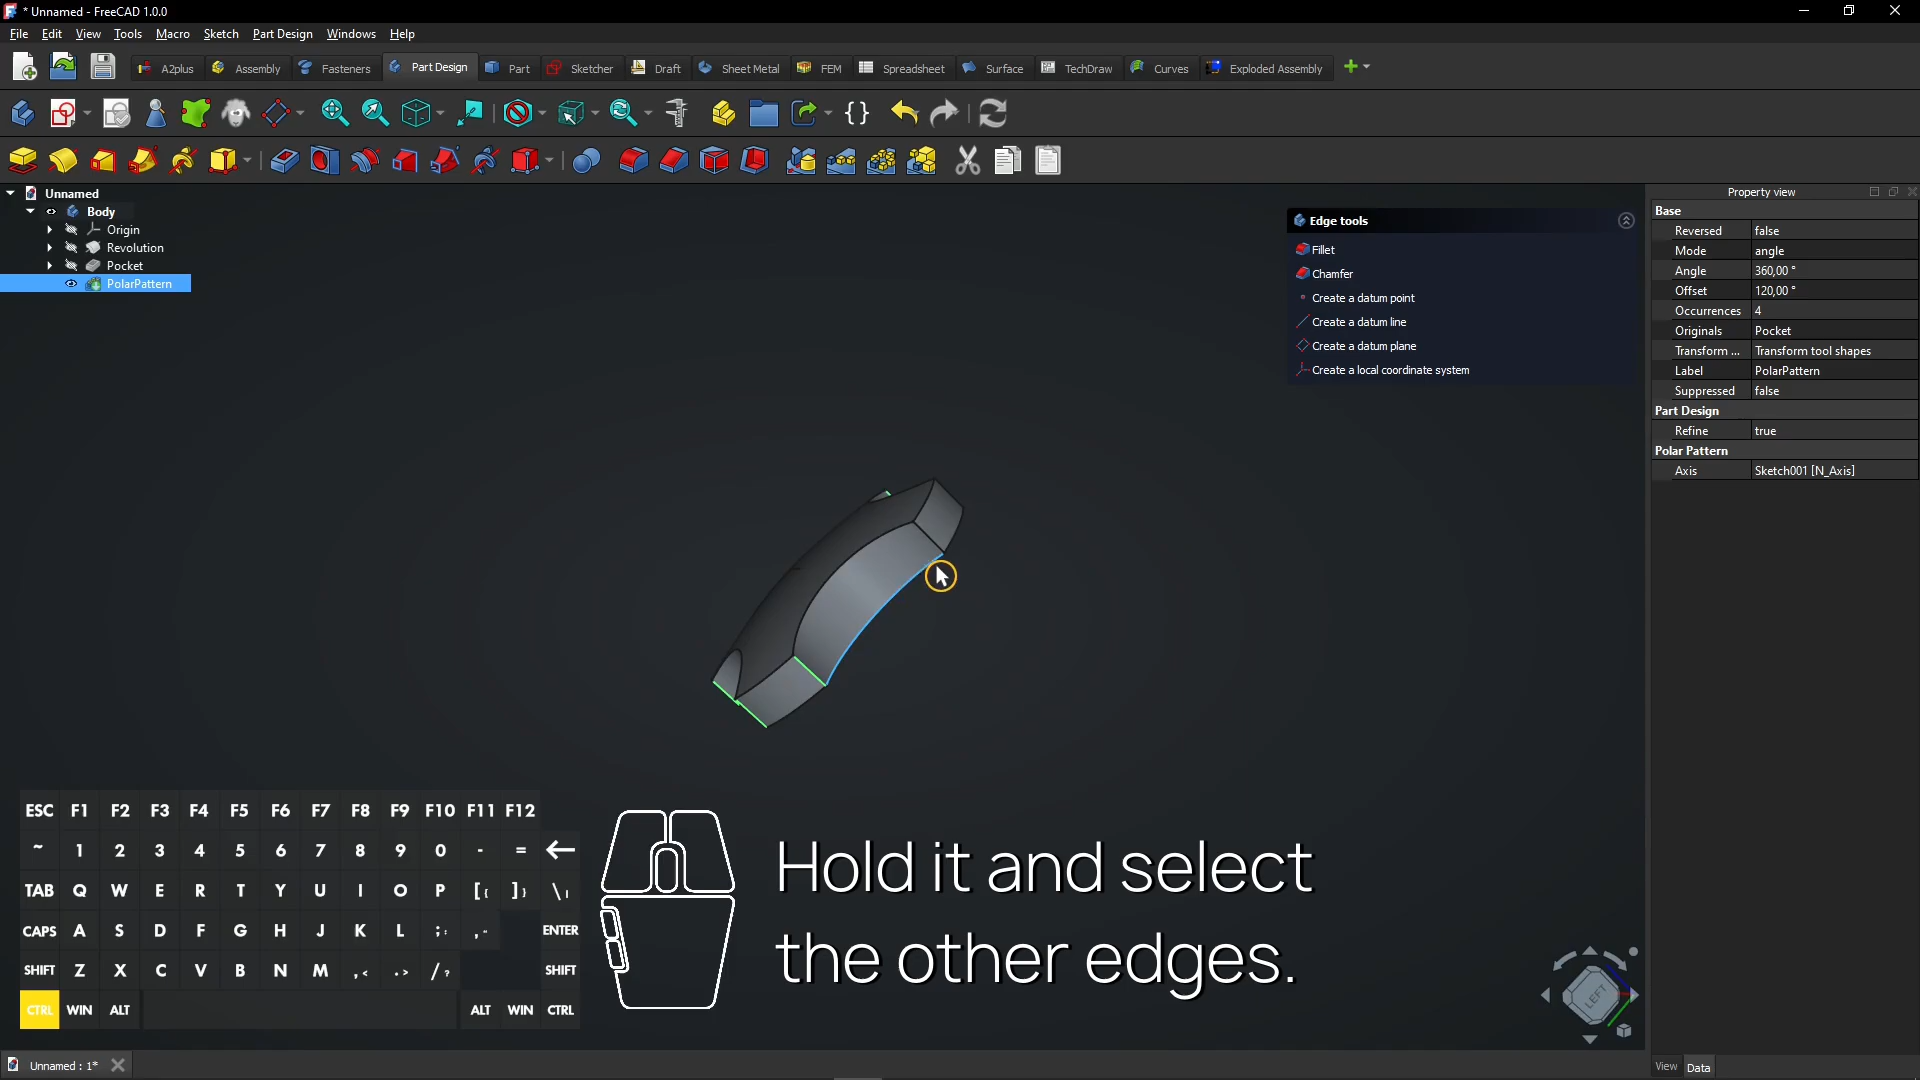 * Unnamed - FreeCAD 1.0.0
File Edit View Tools Macro Sketch Part Design Windows Help
A2plus Assembly Fasteners Part Design Part Sketcher Draft Sheet Metal FEM Spreadsheet Surface TechDraw Curves Exploded Assembly
Unnamed
Body
Origin
Revolution
Pocket
PolarPattern
Edge tools
Fillet
Chamfer
Create a datum point
Create a datum line
Create a datum plane
Create a local coordinate system
Property view
Base
Reversed false
Mode angle
Angle 360,00 °
Offset 120,00 °
Occurrences 4
Originals Pocket
Transform ... Transform tool shapes
Label PolarPattern
Suppressed false
Part Design
Refine true
Polar Pattern
Axis Sketch001 [N_Axis]
ESC F1 F2 F3 F4 F5 F6 F7 F8 F9 F10 F11 F12
~ 1 2 3 4 5 6 7 8 9 0 - =
TAB Q W E R T Y U I O P [{ ]} \|
CAPS A S D F G H J K L ;: ,"  ENTER
SHIFT Z X C V B N M ,< .> /? SHIFT
CTRL WIN ALT ALT WIN CTRL
Hold it and select
the other edges.
LEFT
Unnamed : 1*
View Data